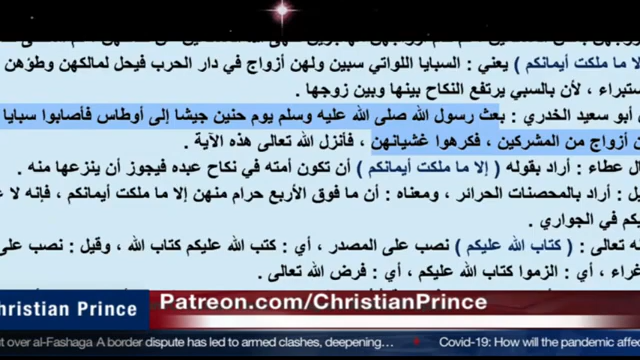 إلا ما ملكت أيمانكم ) يعني : السبايا اللواتي سبين ولهن أزواج في دار الحرب فيحل لمالكهن وطؤهن
ستبراء ، لأن بالسبي يرتفع النكاح بينها وبين زوجها .
أبو سعيد الخدري : بعث رسول الله صلى الله عليه وسلم يوم حنين جيشا إلى أوطاس فأصابوا سبايا
أزواج من المشركين ، فكرهوا غشيانهن ، فأنزل الله تعالى هذه الآية .
عطاء : أراد بقوله ( إلا ما ملكت أيمانكم ) أن تكون أمته في نكاح عبده فيجوز أن ينزعها منه .
: أراد بالمحصنات الحرائر ، ومعناه : أن ما فوق الأربع حرام منهن إلا ما ملكت أيمانكم ، فإنه لا
في الجواري .
تعالى : ( كتاب الله عليكم ) نصب على المصدر ، أي : كتب الله عليكم كتاب الله ، وقيل : نصب على
، أي : الزموا كتاب الله عليكم ، أي : فرض الله تعالى .
Christian Prince
Patreon.com/ChristianPrince
over al-Fashaga A border dispute has led to armed clashes, deepening… Covid-19: How will the pandemic affe